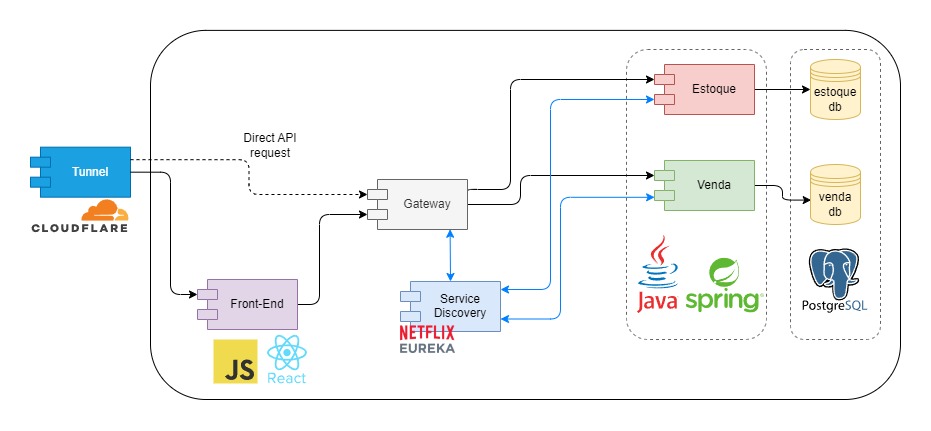 Direct API
request
Tunnel
CLOUDFLARE
Front-End
JS
React
Gateway
Service
Discovery
NETFLIX
EUREKA
Estoque
Venda
Java
spring
estoque
db
venda
db
PostgreSQL